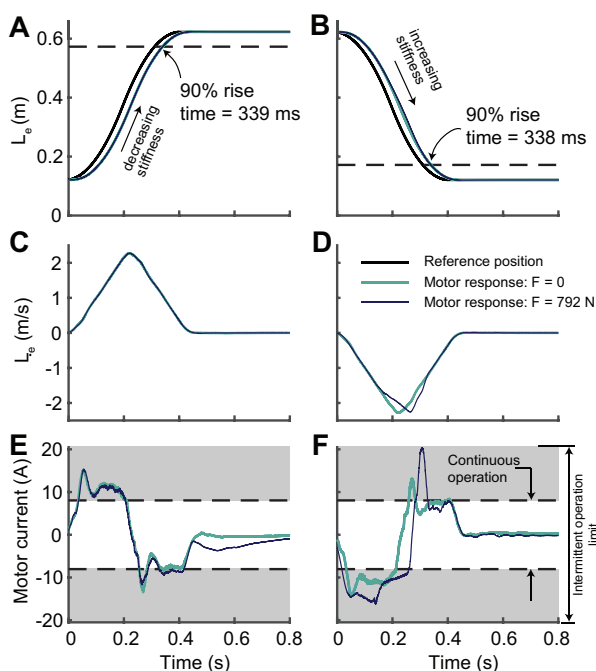 A
B
0.6
0.4
0.2
0
L_e (m)
90% rise
time = 339 ms
decreasing
stiffness
increasing
stiffness
90% rise
time = 338 ms
C
D
2
1
0
-1
-2
L̇_e (m/s)
Reference position
Motor response: F = 0
Motor response: F = 792 N
E
F
20
10
0
-10
-20
Motor current (A)
Continuous
operation
Intermittent operation
limit
0
0.2
0.4
0.6
0.8
0
0.2
0.4
0.6
0.8
Time (s)
Time (s)